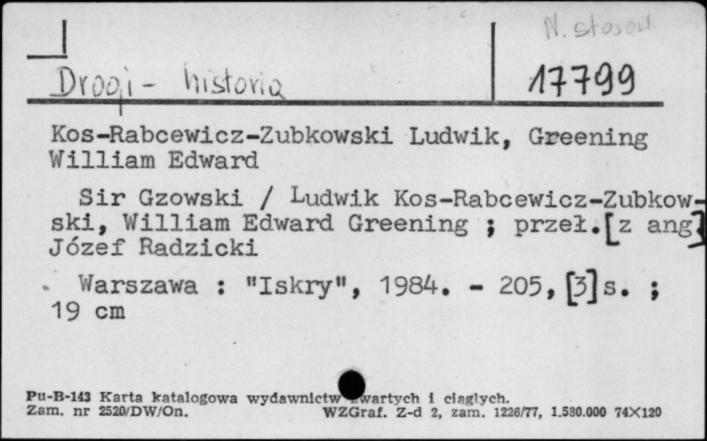 N. stosow
Drogi - historia
17799
Kos-Rabcewicz-Zubkowski Ludwik, Greening
William Edward
Sir Gzowski / Ludwik Kos-Rabcewicz-Zubkow-
ski, William Edward Greening ; przeł.[z ang]
Józef Radzicki
Warszawa : "Iskry", 1984. - 205, [3] s. ;
19 cm
Pu-B-143 Karta katalogowa wydawnictw zwartych i ciągłych.
Zam. nr 2520/DW/On. WZGraf. Z-d 2, zam. 1226/77, 1.580.000 74X120